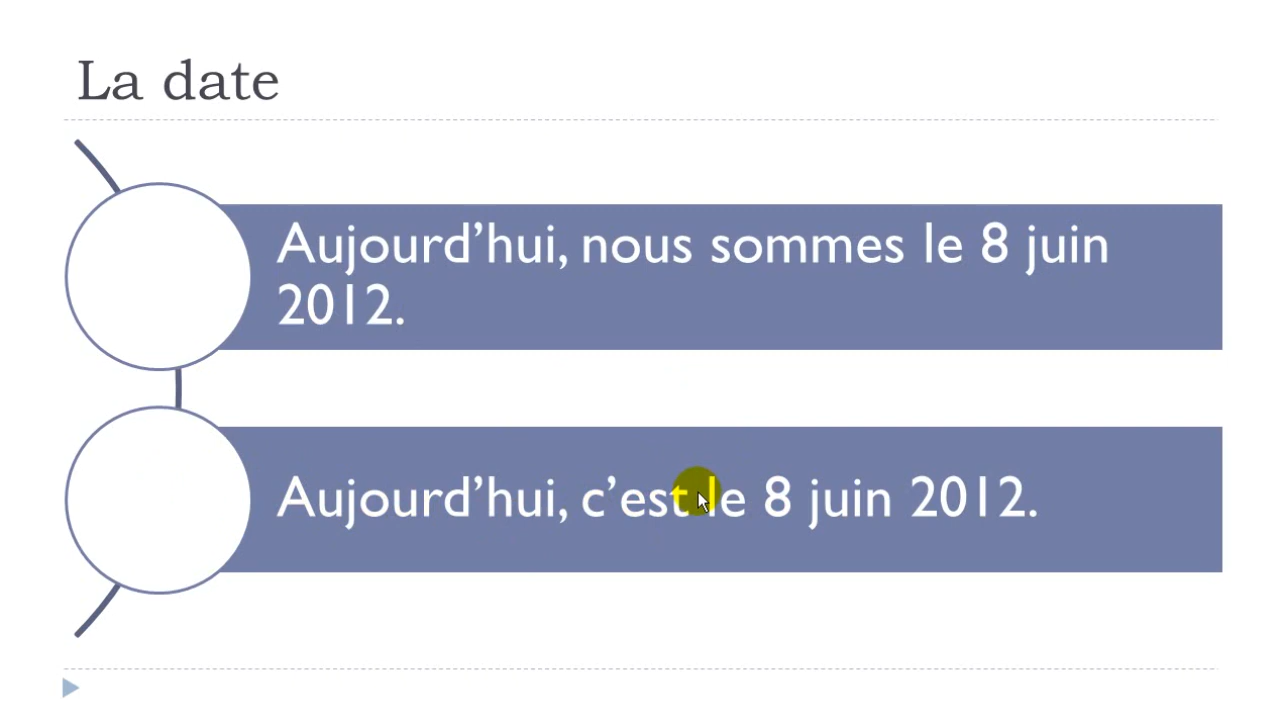 La date
Aujourd’hui, nous sommes le 8 juin
2012.
Aujourd’hui, c’est le 8 juin 2012.